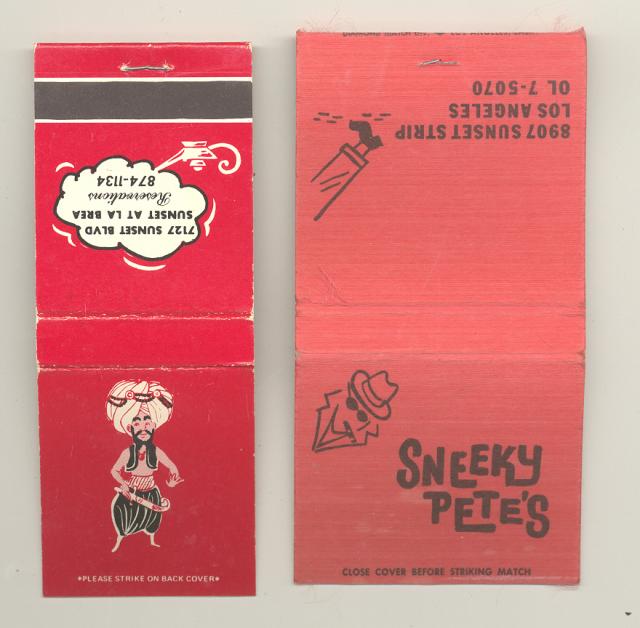 7127 SUNSET BLVD
SUNSET AT LA BREA
Reservations
874-1134
*PLEASE STRIKE ON BACK COVER*
8907 SUNSET STRIP
LOS ANGELES
OL 7-5070
SNEEKY
PETE'S
CLOSE COVER BEFORE STRIKING MATCH